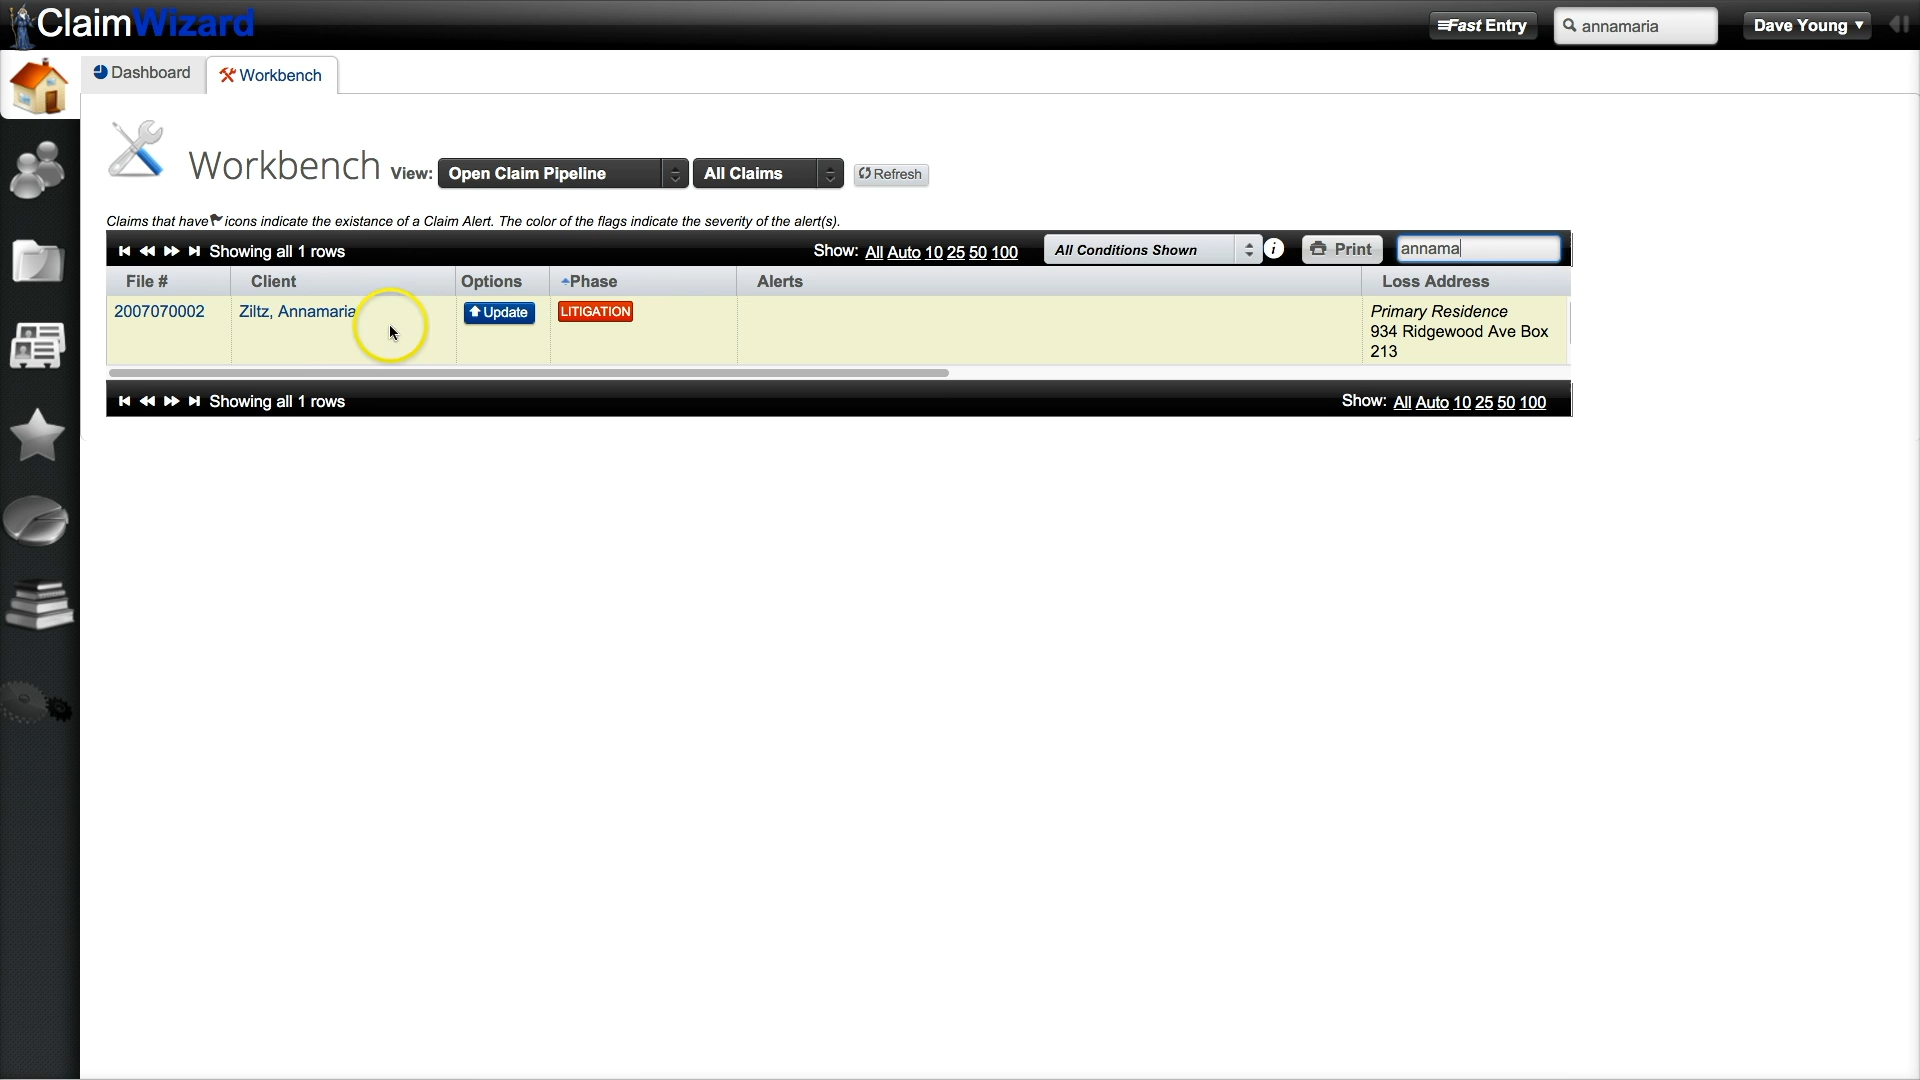 ClaimWizard
Fast Entry
annamaria
Dave Young
Dashboard
Workbench
Workbench View: Open Claim Pipeline All Claims Refresh
Claims that have icons indicate the existance of a Claim Alert. The color of the flags indicate the severity of the alert(s).
Showing all 1 rows Show: All Auto 10 25 50 100 All Conditions Shown i Print annama
File # Client Options Phase Alerts Loss Address
2007070002 Ziltz, Annamaria Update LITIGATION Primary Residence
934 Ridgewood Ave Box
213
Showing all 1 rows Show: All Auto 10 25 50 100